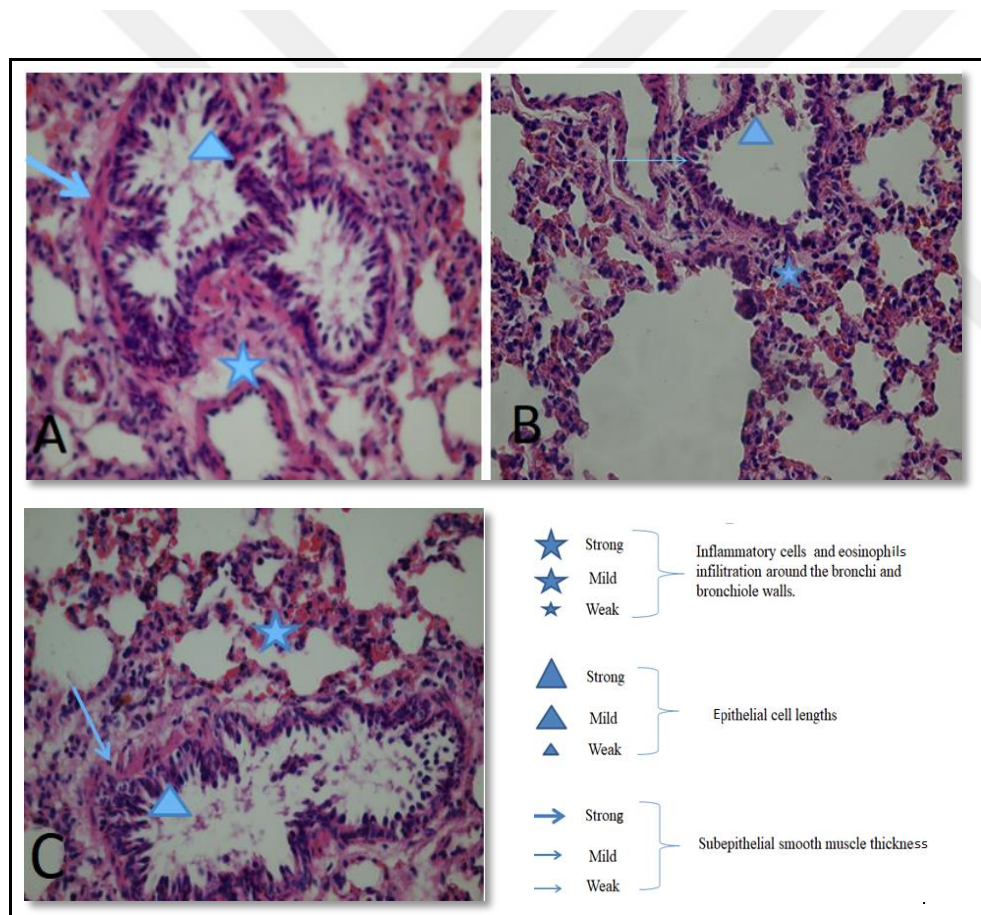 A
B
C
Strong
Mild
Weak
Inflammatory cells and eosinophils
infiltration around the bronchi and
bronchiole walls.
Strong
Mild
Weak
Epithelial cell lengths
Strong
Mild
Weak
Subepithelial smooth muscle thickness